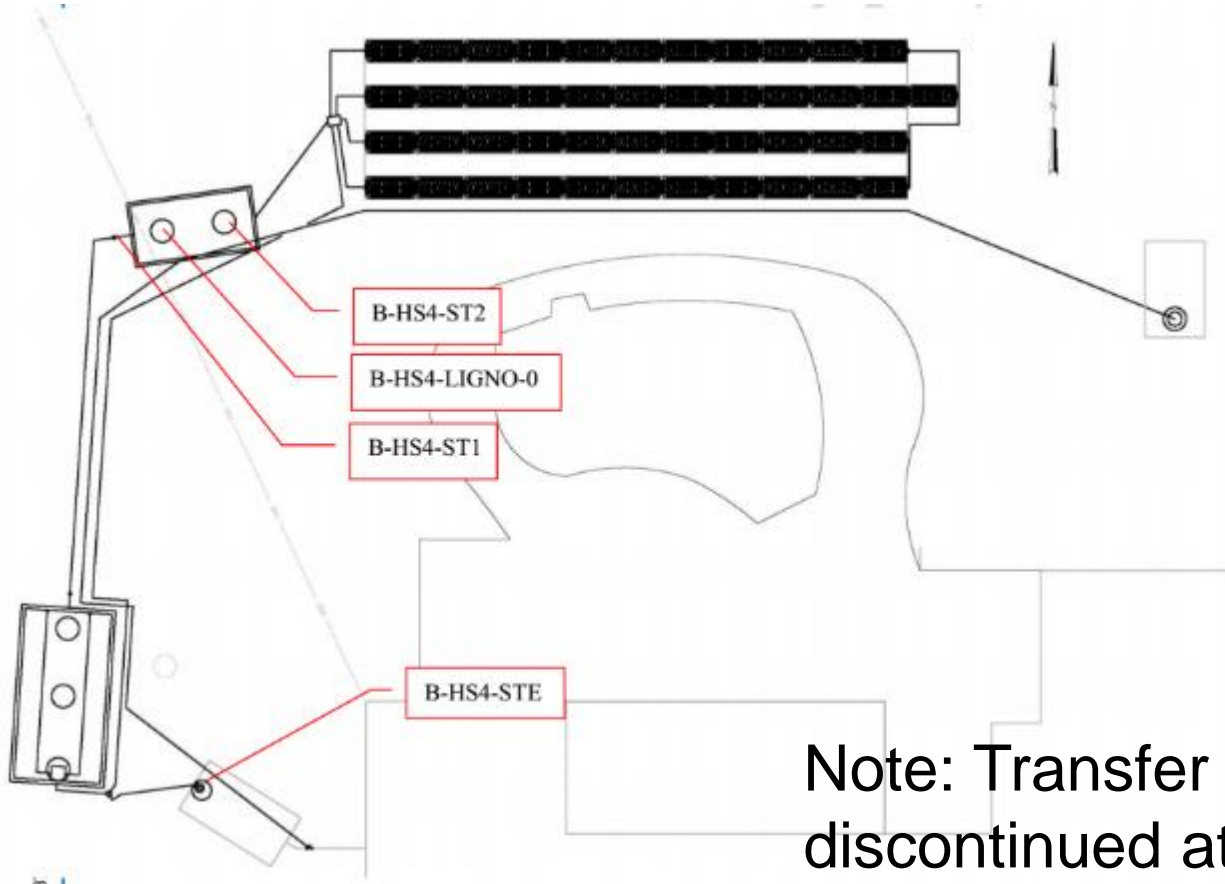 B-HS4-ST2
B-HS4-LIGNO-0
B-HS4-ST1
B-HS4-STE
Note: Transfer
discontinued at